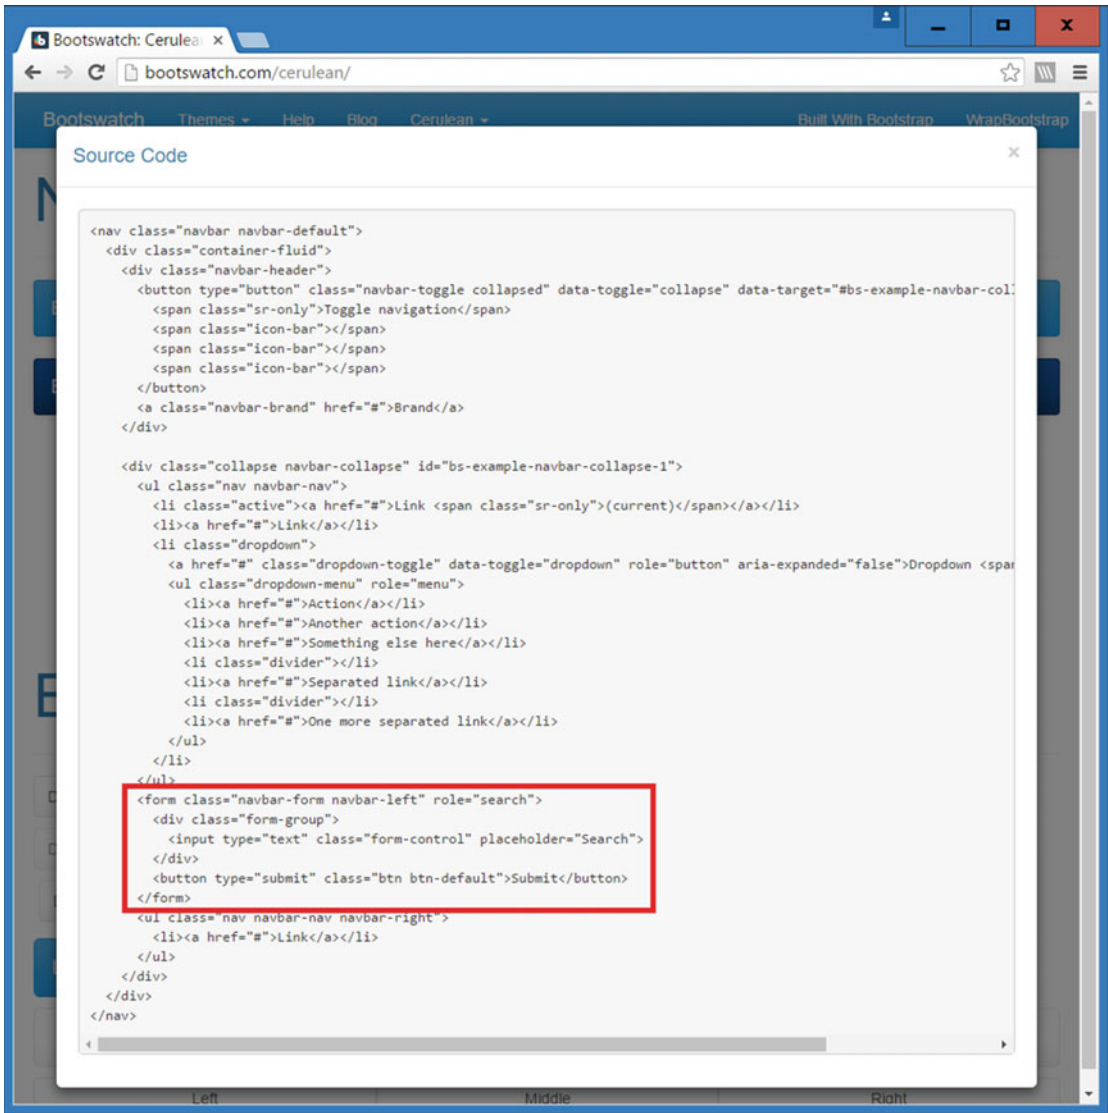 Bootswatch: Cerulea ×
bootswatch.com/cerulean/
Bootswatch Themes Help Blog Cerulean Built With Bootstrap WrapBootstrap
Source Code ×
<nav class="navbar navbar-default">
  <div class="container-fluid">
    <div class="navbar-header">
      <button type="button" class="navbar-toggle collapsed" data-toggle="collapse" data-target="#bs-example-navbar-coll
        <span class="sr-only">Toggle navigation</span>
        <span class="icon-bar"></span>
        <span class="icon-bar"></span>
        <span class="icon-bar"></span>
      </button>
      <a class="navbar-brand" href="#">Brand</a>
    </div>
    <div class="collapse navbar-collapse" id="bs-example-navbar-collapse-1">
      <ul class="nav navbar-nav">
        <li class="active"><a href="#">Link <span class="sr-only">(current)</span></a></li>
        <li><a href="#">Link</a></li>
        <li class="dropdown">
          <a href="#" class="dropdown-toggle" data-toggle="dropdown" role="button" aria-expanded="false">Dropdown <span
          <ul class="dropdown-menu" role="menu">
            <li><a href="#">Action</a></li>
            <li><a href="#">Another action</a></li>
            <li><a href="#">Something else here</a></li>
            <li class="divider"></li>
            <li><a href="#">Separated link</a></li>
            <li class="divider"></li>
            <li><a href="#">One more separated link</a></li>
          </ul>
        </li>
      </ul>
      <form class="navbar-form navbar-left" role="search">
        <div class="form-group">
          <input type="text" class="form-control" placeholder="Search">
        </div>
        <button type="submit" class="btn btn-default">Submit</button>
      </form>
      <ul class="nav navbar-nav navbar-right">
        <li><a href="#">Link</a></li>
      </ul>
    </div>
  </div>
</nav>
Left Middle Right